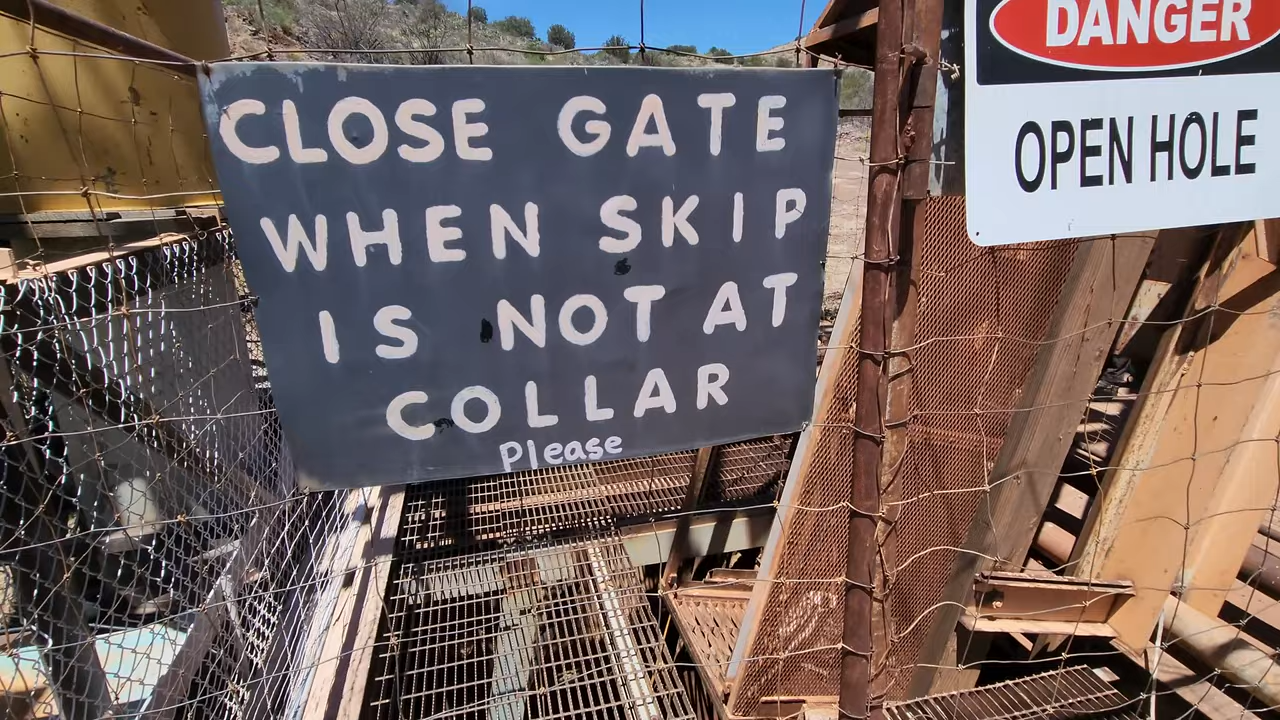 CLOSE GATE
WHEN SKIP
IS NOT AT
COLLAR
Please
DANGER
OPEN HOLE